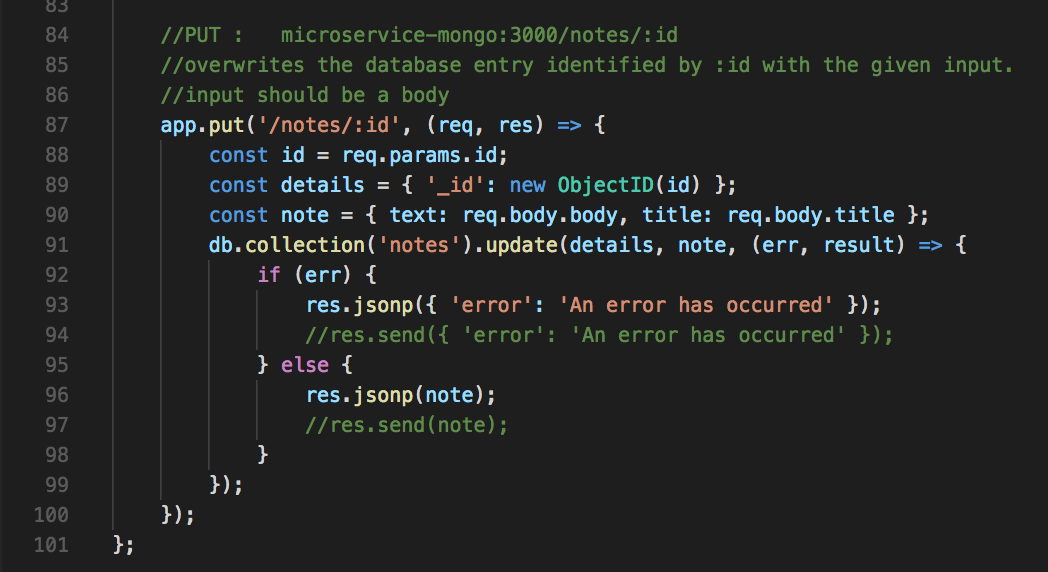 83
84 //PUT :   microservice-mongo:3000/notes/:id
85 //overwrites the database entry identified by :id with the given input.
86 //input should be a body
87 app.put('/notes/:id', (req, res) => {
88     const id = req.params.id;
89     const details = { '_id': new ObjectID(id) };
90     const note = { text: req.body.body, title: req.body.title };
91     db.collection('notes').update(details, note, (err, result) => {
92         if (err) {
93             res.jsonp({ 'error': 'An error has occurred' });
94             //res.send({ 'error': 'An error has occurred' });
95         } else {
96             res.jsonp(note);
97             //res.send(note);
98         }
99     });
100 });
101 };